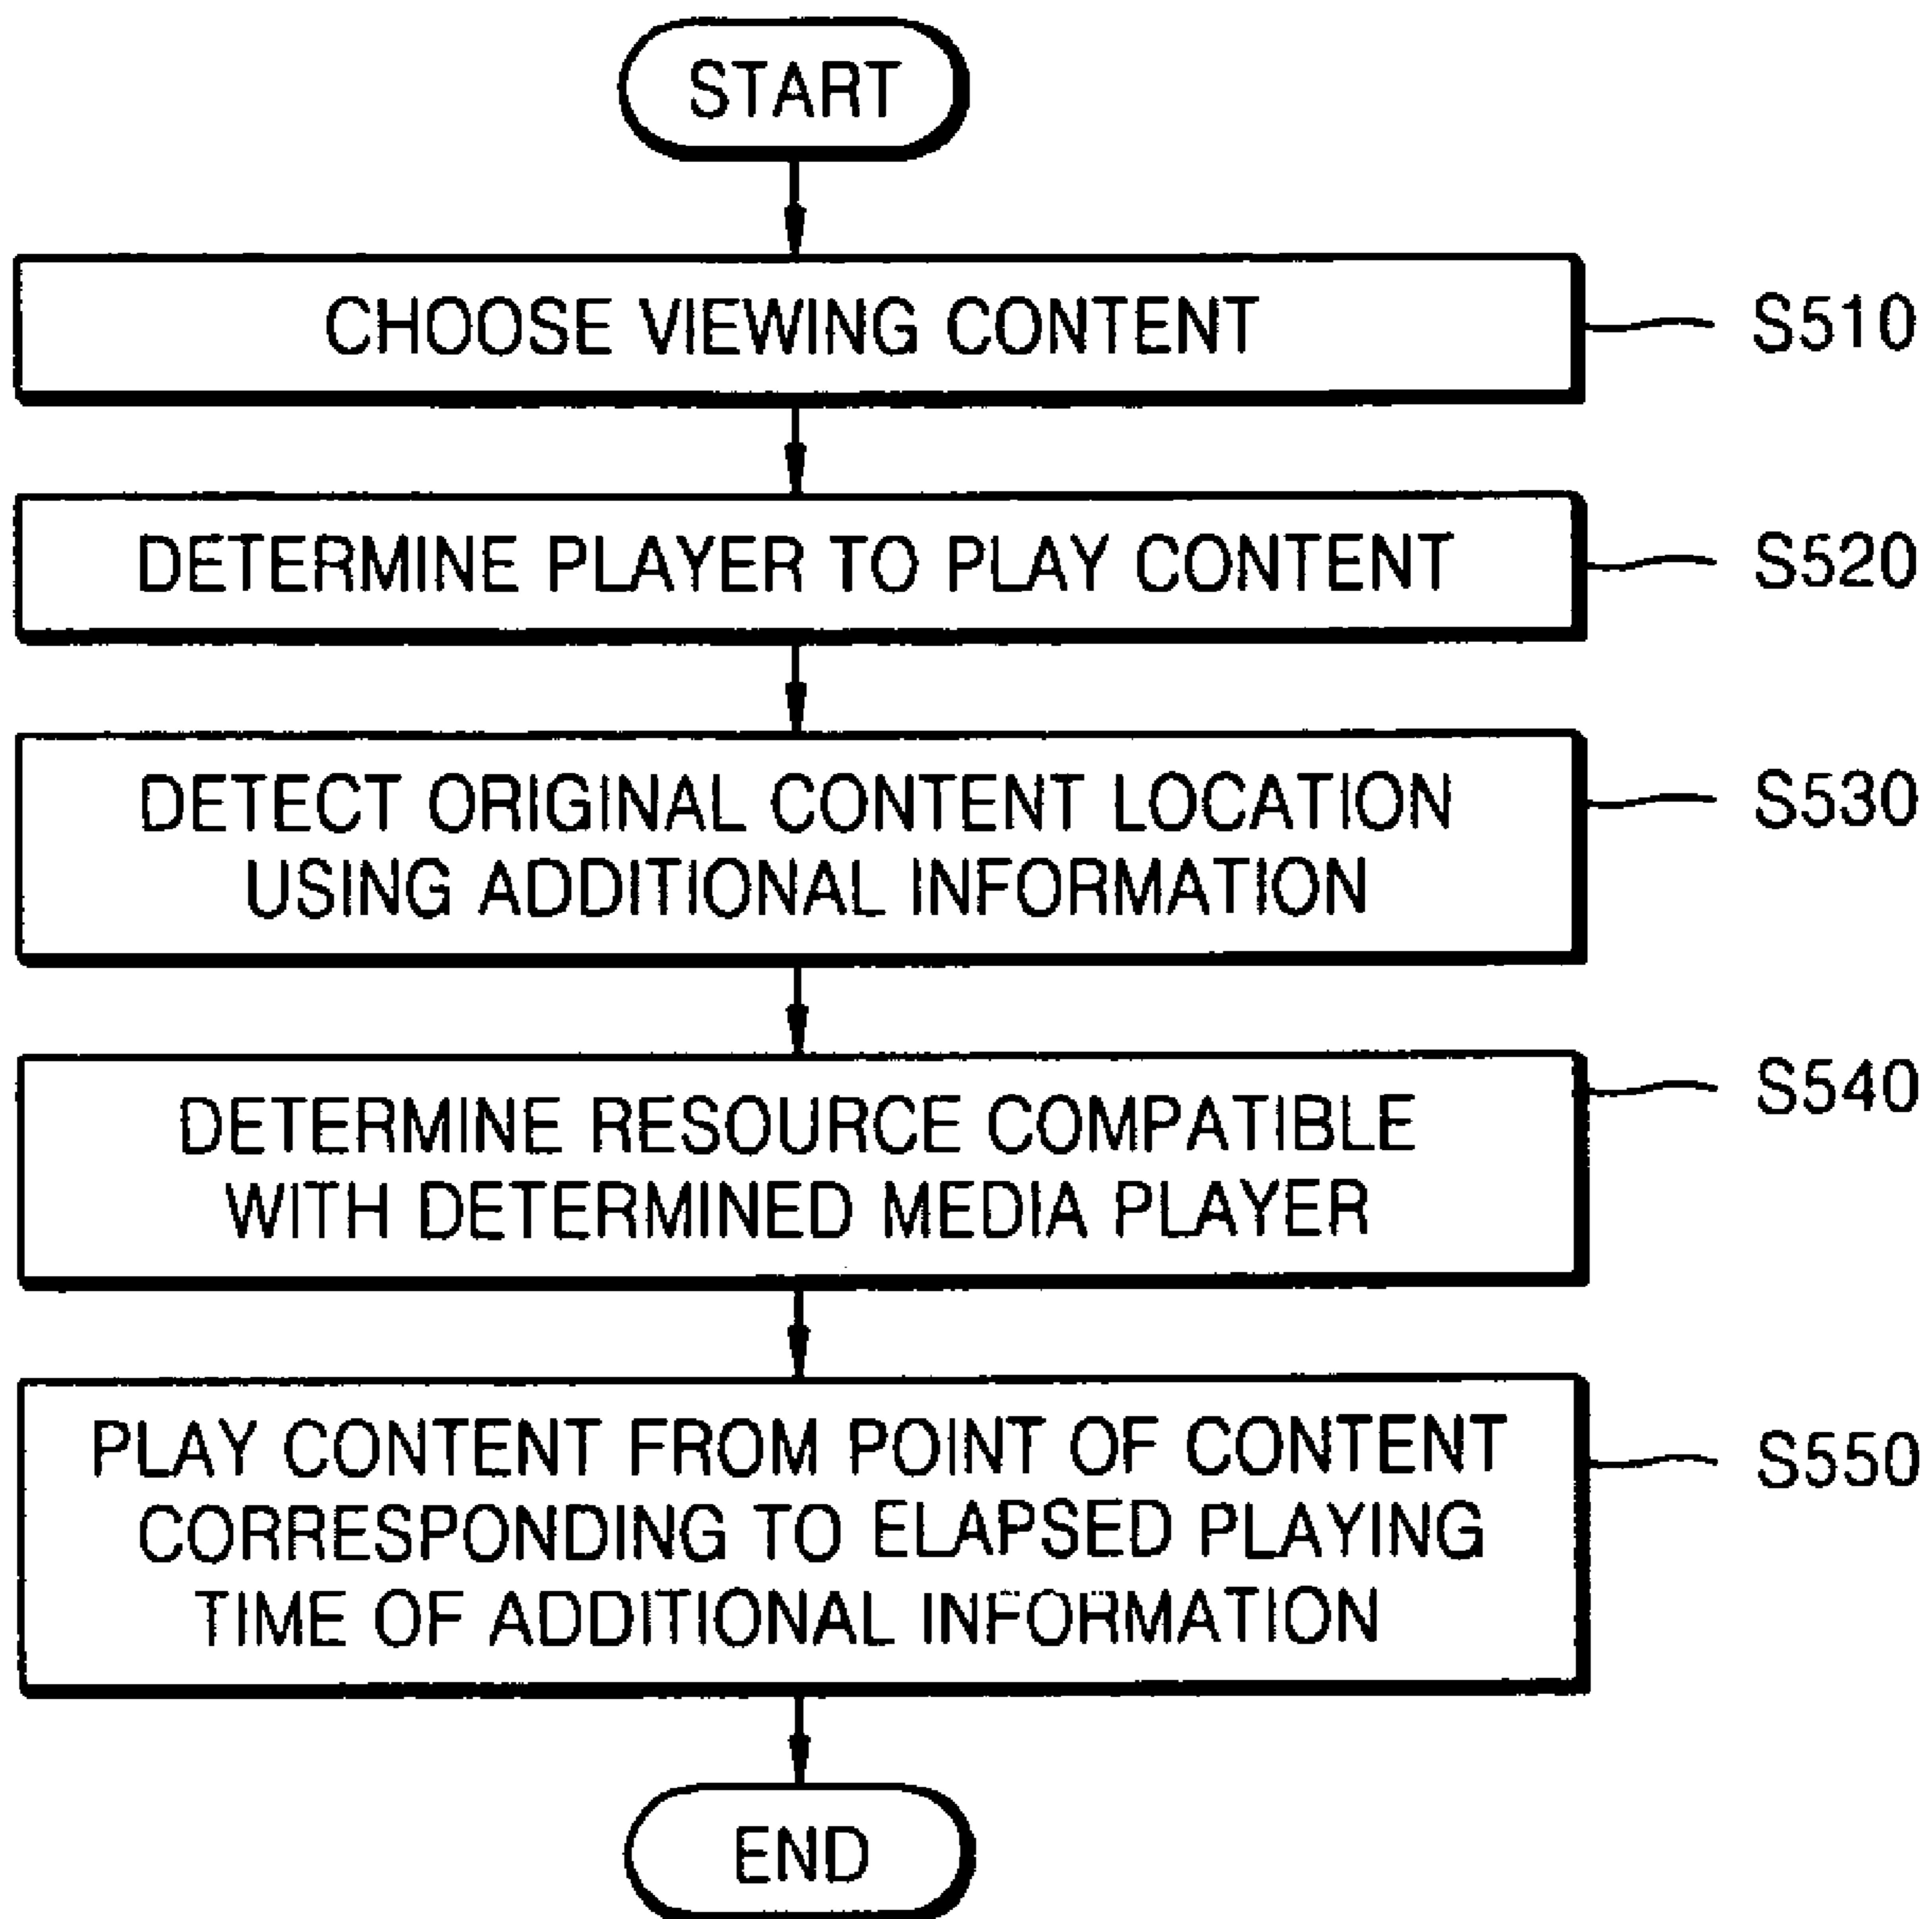 START
CHOOSE VIEWING CONTENT
S510
DETERMINE PLAYER TO PLAY CONTENT
S520
DETECT ORIGINAL CONTENT LOCATION
USING ADDITIONAL INFORMATION
S530
DETERMINE RESOURCE COMPATIBLE
WITH DETERMINED MEDIA PLAYER
S540
PLAY CONTENT FROM POINT OF CONTENT
CORRESPONDING TO ELAPSED PLAYING
TIME OF ADDITIONAL INFORMATION
S550
END